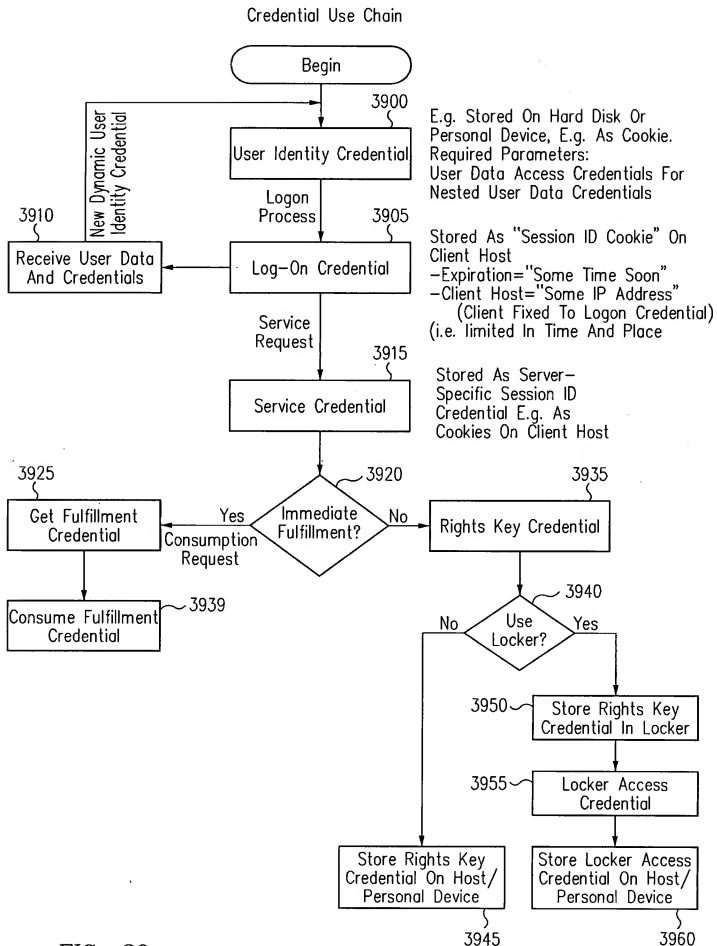 Credential Use Chain
Begin
New Dynamic User
Identity Credential
3900
User Identity Credential
E.g. Stored On Hard Disk Or
Personal Device, E.g. As Cookie.
Required Parameters:
User Data Access Credentials For
Nested User Data Credentials
Logon
Process
3910
Receive User Data
And Credentials
3905
Log-On Credential
Stored As "Session ID Cookie" On
Client Host
-Expiration="Some Time Soon"
-Client Host="Some IP Address"
(Client Fixed To Logon Credential)
(i.e. limited In Time And Place
Service
Request
3915
Service Credential
Stored As Server-
Specific Session ID
Credential E.g. As
Cookies On Client Host
3920
Immediate
Fulfillment?
Yes
Consumption
Request
No
3925
Get Fulfillment
Credential
3939
Consume Fulfillment
Credential
3935
Rights Key Credential
3940
Use
Locker?
No
Yes
3950
Store Rights Key
Credential In Locker
3955
Locker Access
Credential
Store Rights Key
Credential On Host/
Personal Device
3945
Store Locker Access
Credential On Host/
Personal Device
3960